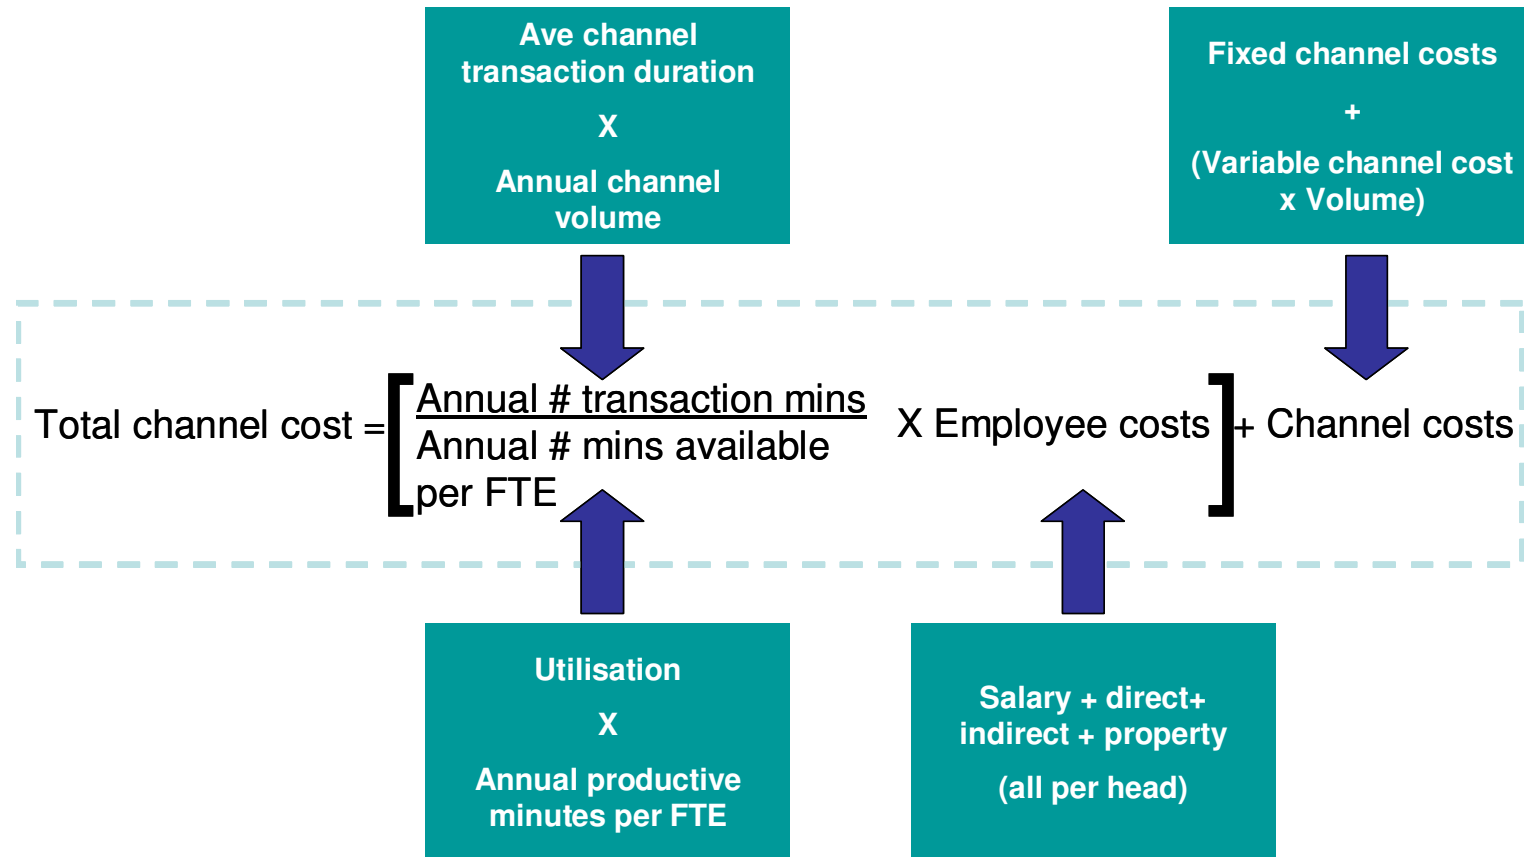 Ave channel
transaction duration
X
Annual channel
volume
Fixed channel costs
+
(Variable channel cost
x Volume)
Total channel cost = [ Annual # transaction mins
Annual # mins available
per FTE
X Employee costs ] + Channel costs
Utilisation
X
Annual productive
minutes per FTE
Salary + direct+
indirect + property
(all per head)